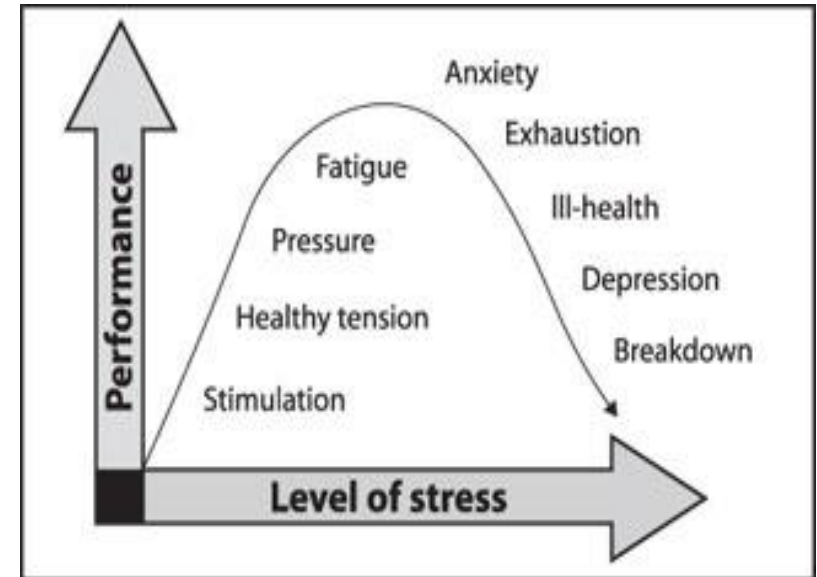 Anxiety
Exhaustion
Fatigue
Ill-health
Pressure
Depression
Healthy tension
Breakdown
Stimulation
Performance
Level of stress